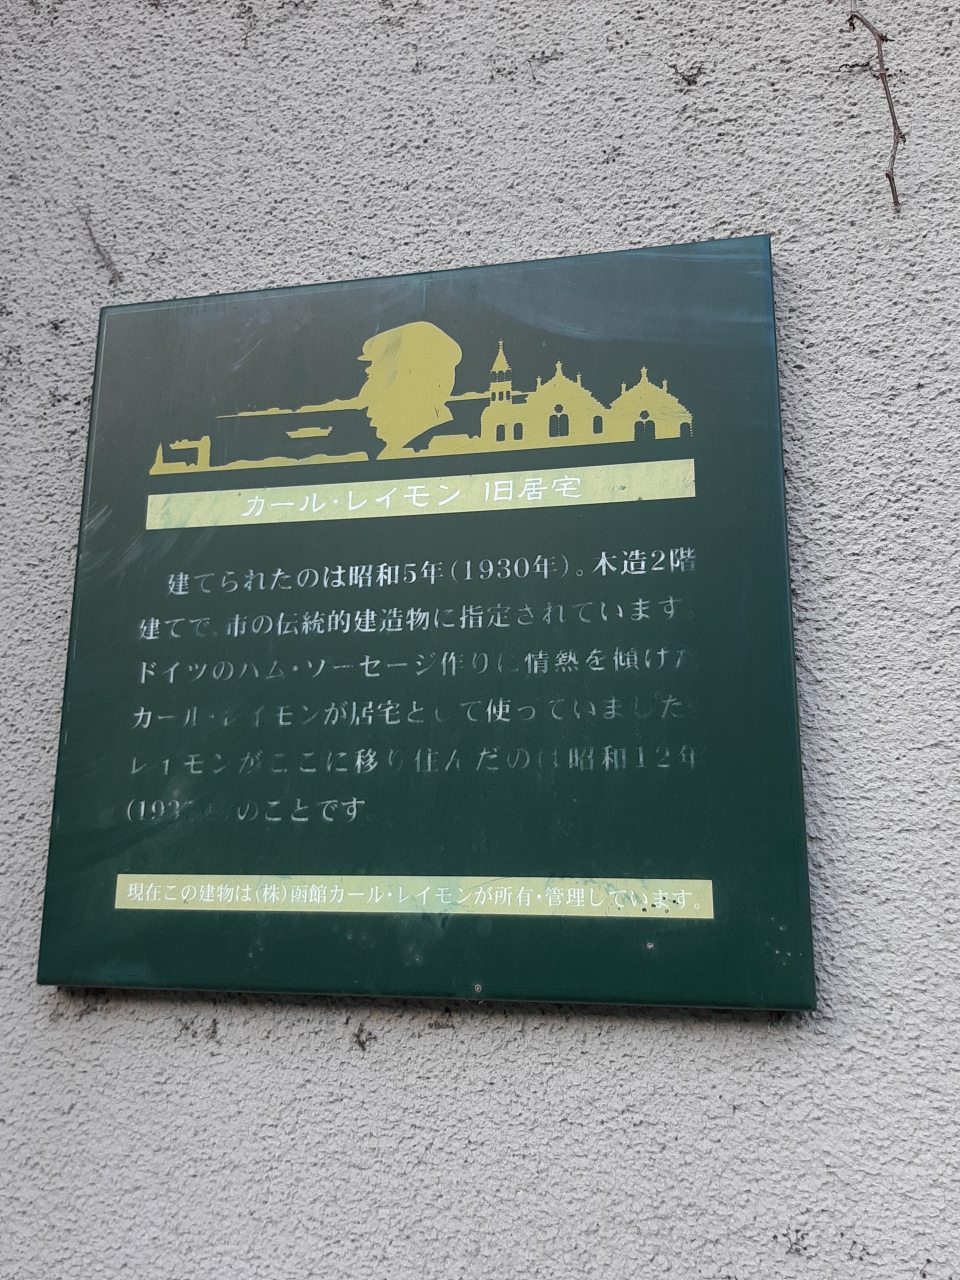 カール・レイモン 旧居宅
建てられたのは昭和5年(1930年)。木造2階
建てで、市の伝統的建造物に指定されています。
ドイツのハム・ソーセージ作りに情熱を傾けた
カール・レイモンが居宅として使っていました。
レイモンがここに移り住んだのは昭和12年
(193 のことです
現在この建物は(株)函館カール・レイモンが所有・管理しています。